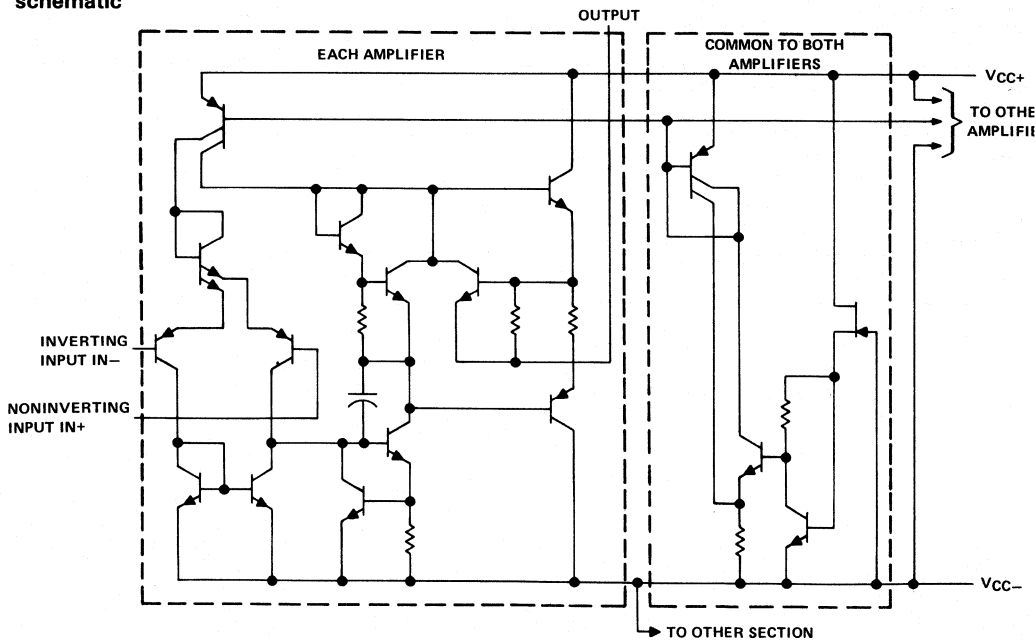 schematic
OUTPUT
EACH AMPLIFIER
COMMON TO BOTH
AMPLIFIERS
VCC+
TO OTHE
AMPLIFIE
INVERTING
INPUT IN−
NONINVERTING
INPUT IN+
VCC−
TO OTHER SECTION